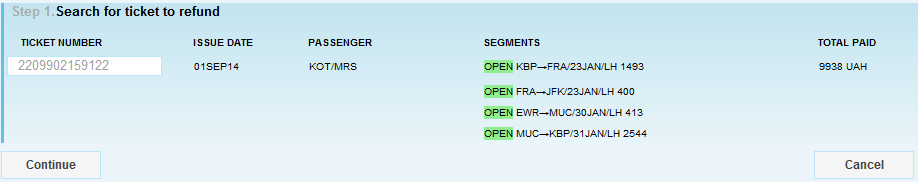 Step 1.Search for ticket to refund
TICKET NUMBER ISSUE DATE PASSENGER SEGMENTS TOTAL PAID
2209902159122 01SEP14 KOT/MRS OPEN KBP→FRA/23JAN/LH 1493 9938 UAH
OPEN FRA→JFK/23JAN/LH 400
OPEN EWR→MUC/30JAN/LH 413
OPEN MUC→KBP/31JAN/LH 2544
Continue Cancel